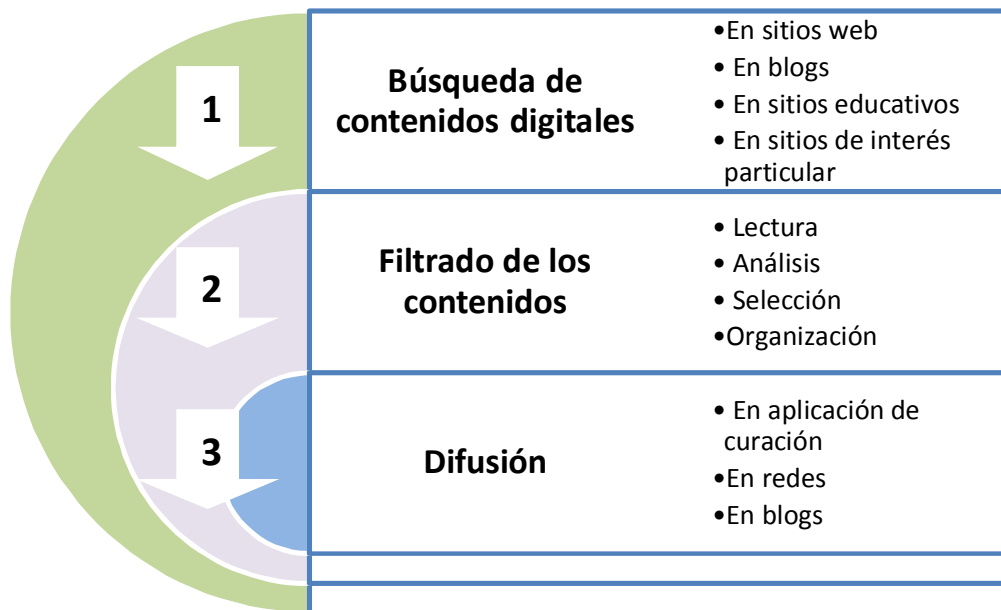 1
Búsqueda de
contenidos digitales
•En sitios web
• En blogs
• En sitios educativos
• En sitios de interés
particular
2
Filtrado de los
contenidos
• Lectura
• Análisis
• Selección
•Organización
3
Difusión
• En aplicación de
curación
•En redes
•En blogs